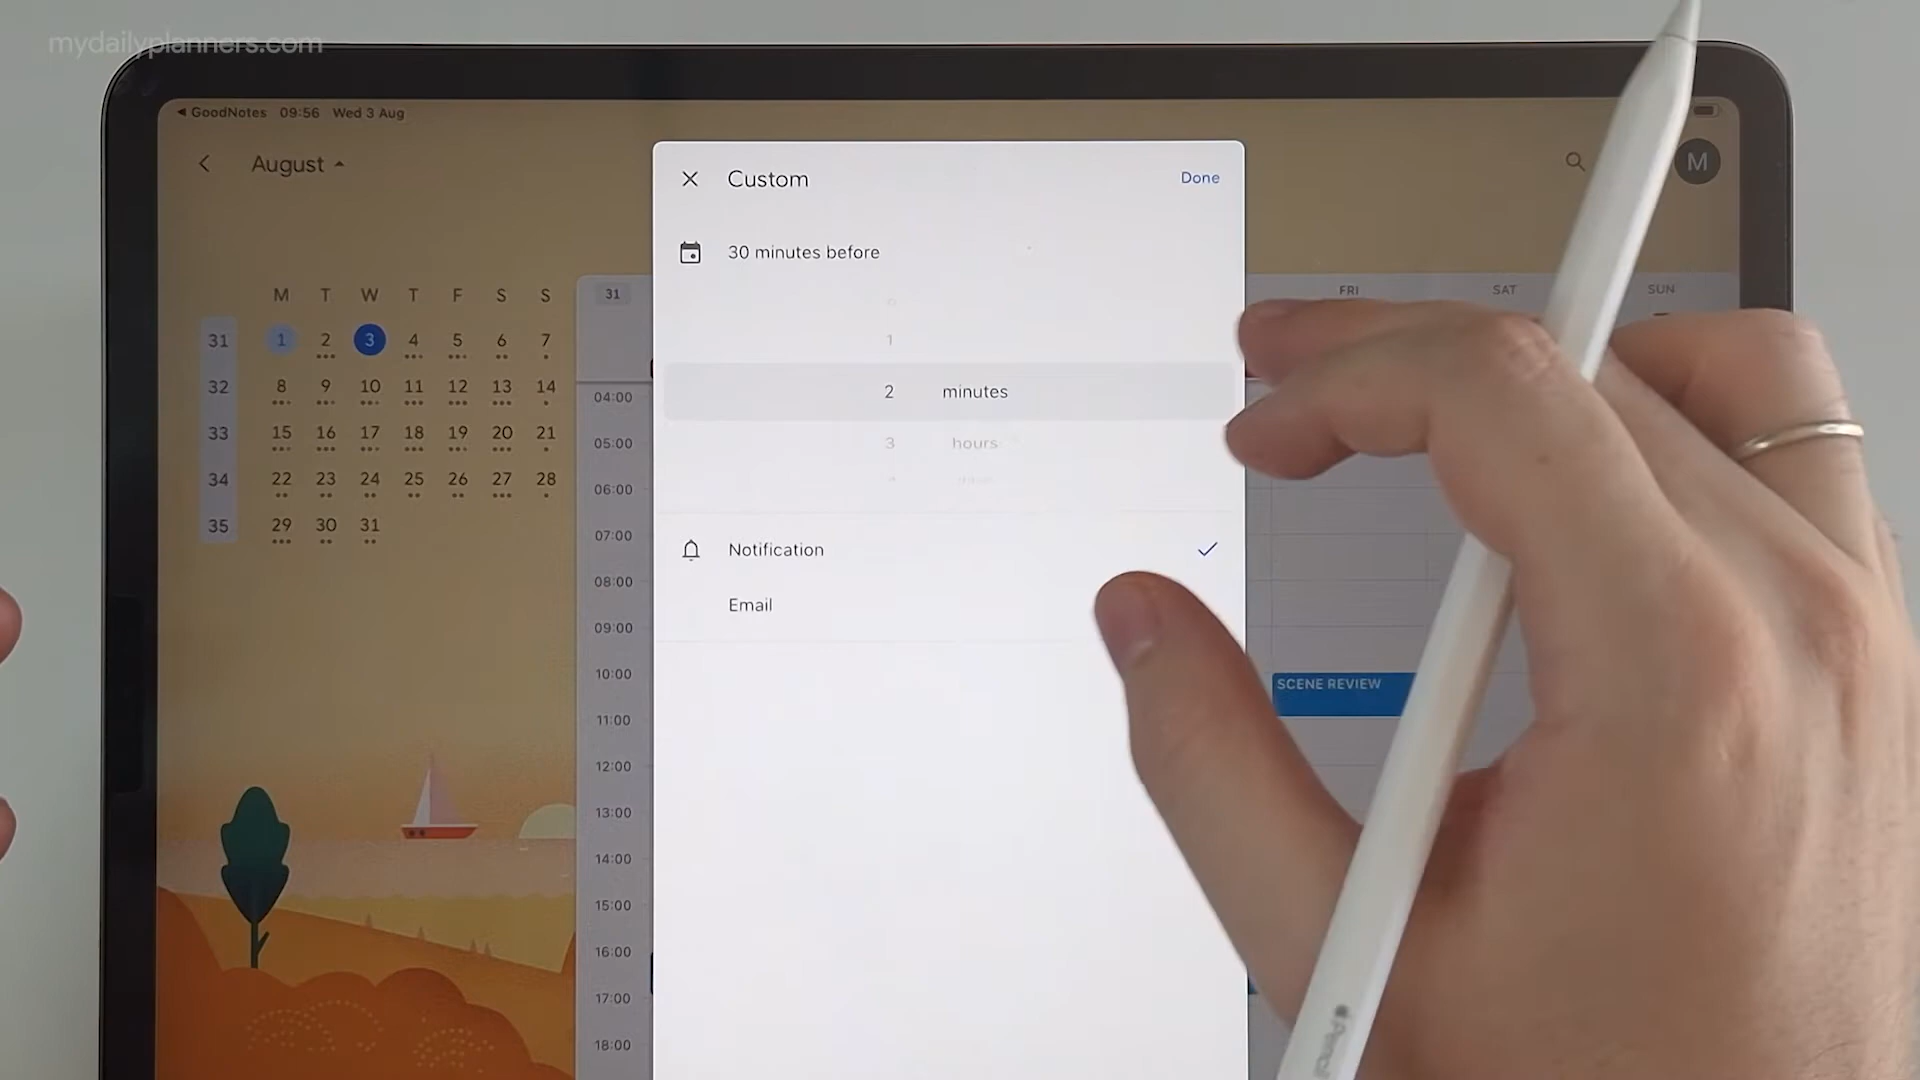 mydailyplanners.com
GoodNotes 09:56 Wed 3 Aug
August
M
Custom
Done
30 minutes before
M T W T F S S
31 1 2 3 4 5 6 7
32 8 9 10 11 12 13 14
33 15 16 17 18 19 20 21
34 22 23 24 25 26 27 28
35 29 30 31
31
FRI SAT SUN
1
2 minutes
3 hours
Notification
Email
04:00
05:00
06:00
07:00
08:00
09:00
10:00
11:00
12:00
13:00
14:00
15:00
16:00
17:00
18:00
SCENE REVIEW
Pencil